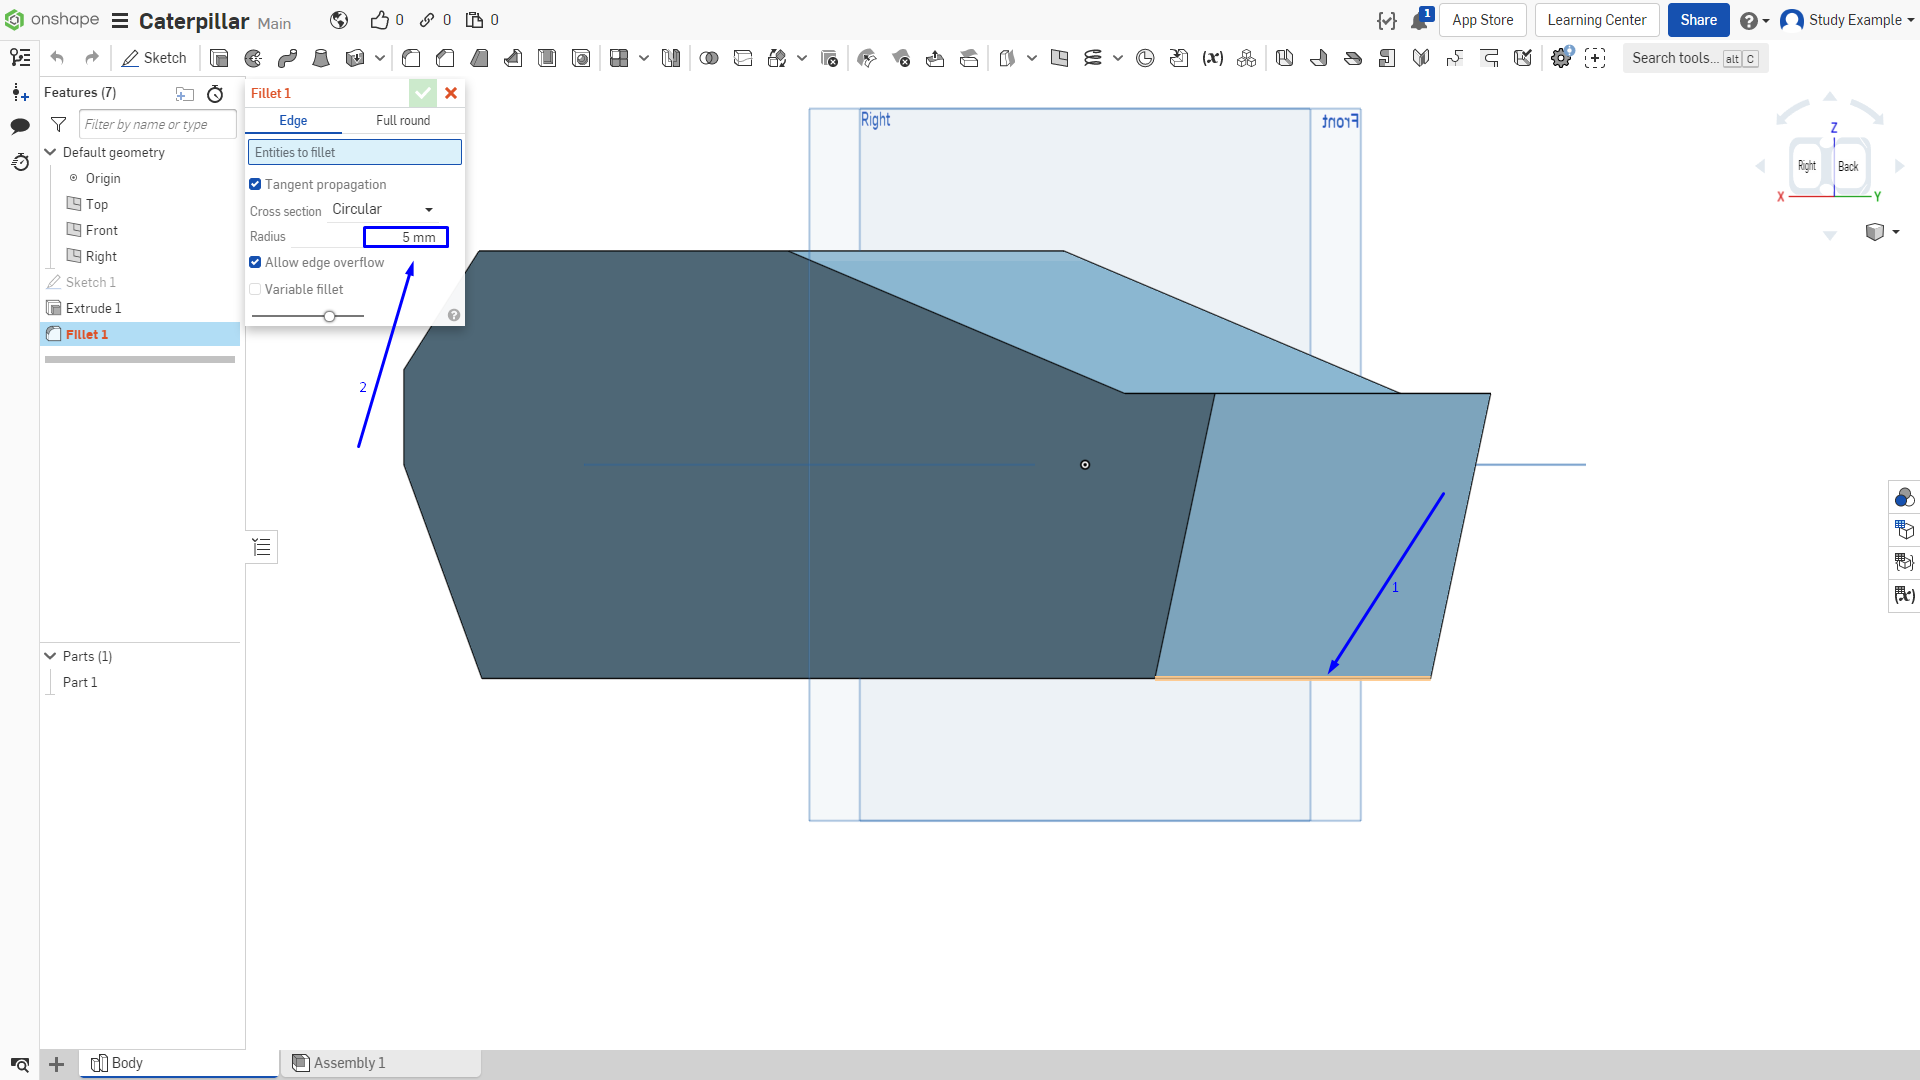 onshape
Caterpillar Main
0 0 0
1
App Store
Learning Center
Share
Study Example
Sketch
Search tools... alt C
Features (7)
Filter by name or type
Default geometry
Origin
Top
Front
Right
Sketch 1
Extrude 1
Fillet 1
Parts (1)
Part 1
Fillet 1
Edge Full round
Entities to fillet
Tangent propagation
Cross section Circular
Radius 5 mm
Allow edge overflow
Variable fillet
2
1
Right
Front
Z
Right
Back
X
Y
(x)
(x)
Body
Assembly 1